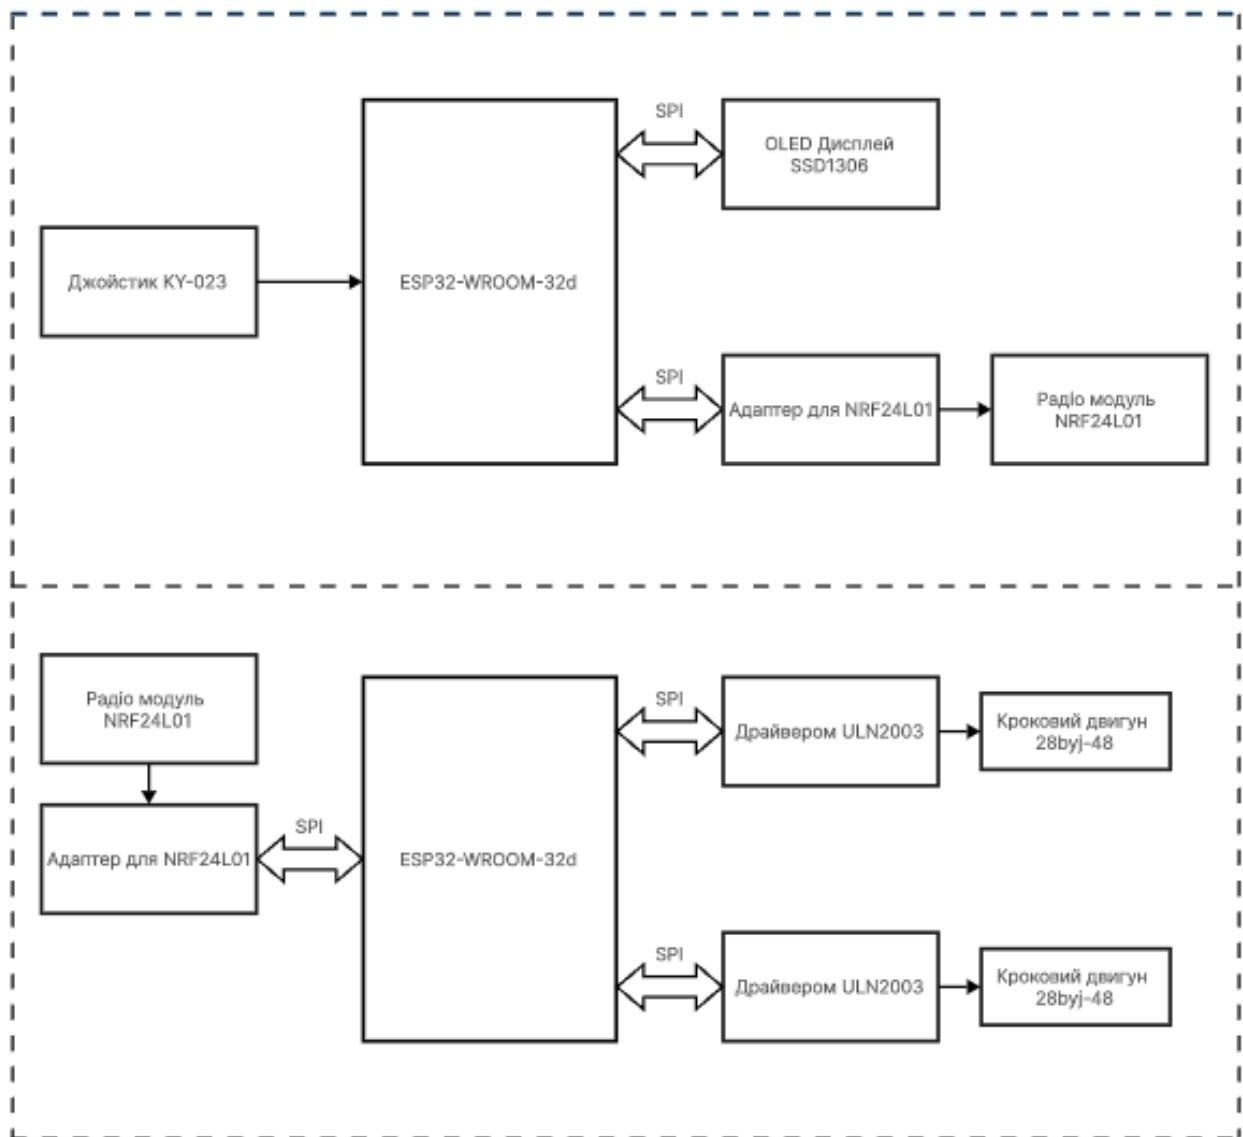 SPI
OLED Дисплей
SSD1306
Джойстик KY-023
ESP32-WROOM-32d
SPI
Адаптер для NRF24L01
Радіо модуль
NRF24L01
Радіо модуль
NRF24L01
SPI
Драйвером ULN2003
Кроковий двигун
28byj-48
Адаптер для NRF24L01
SPI
ESP32-WROOM-32d
SPI
Драйвером ULN2003
Кроковий двигун
28byj-48